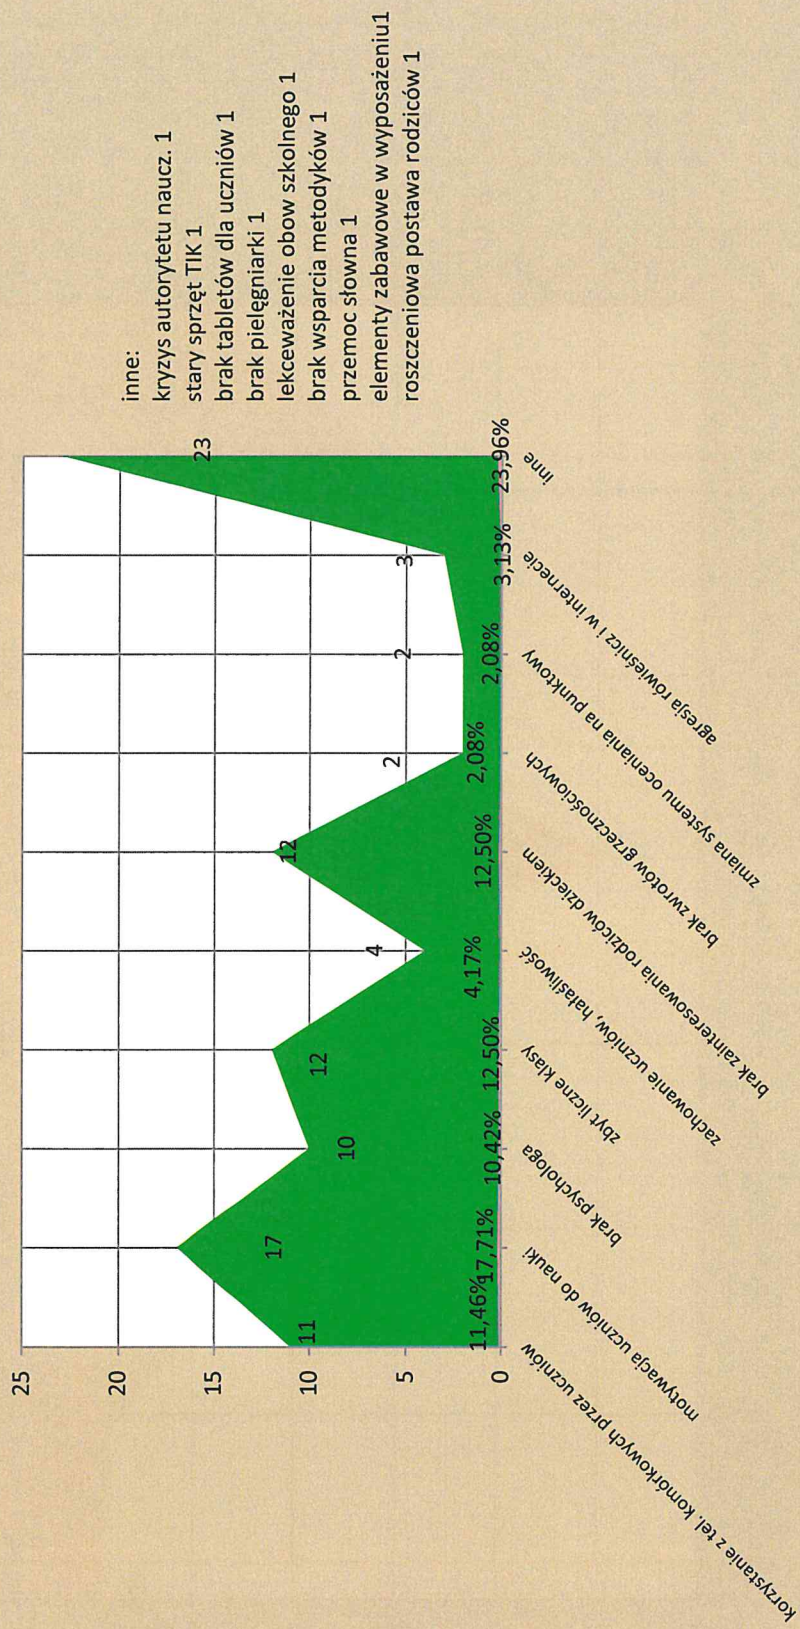 25
20
15
10
5
0
11
17
10
12
4
12
2
2
3
23
11,46%
17,71%
10,42%
12,50%
4,17%
12,50%
2,08%
2,08%
3,13%
23,96%
korzystanie z tel. komórkowych przez uczniów
motywacja uczniów do nauki
brak psychologa
zbyt liczne klasy
zachowanie uczniów, hałaśliwość
brak zainteresowania rodziców dzieckiem
brak zwrotów grzecznościowych
zmiana systemu oceniania na punktowy
agresja rówieśnicz i w internecie
inne
inne:
kryzys autorytetu naucz. 1
stary sprzęt TIK 1
brak tabletów dla uczniów 1
brak pielęgniarki 1
lekceważenie obow szkolnego 1
brak wsparcia metodyków 1
przemoc słowna 1
elementy zabawowe w wyposażeniu1
roszczeniowa postawa rodziców 1